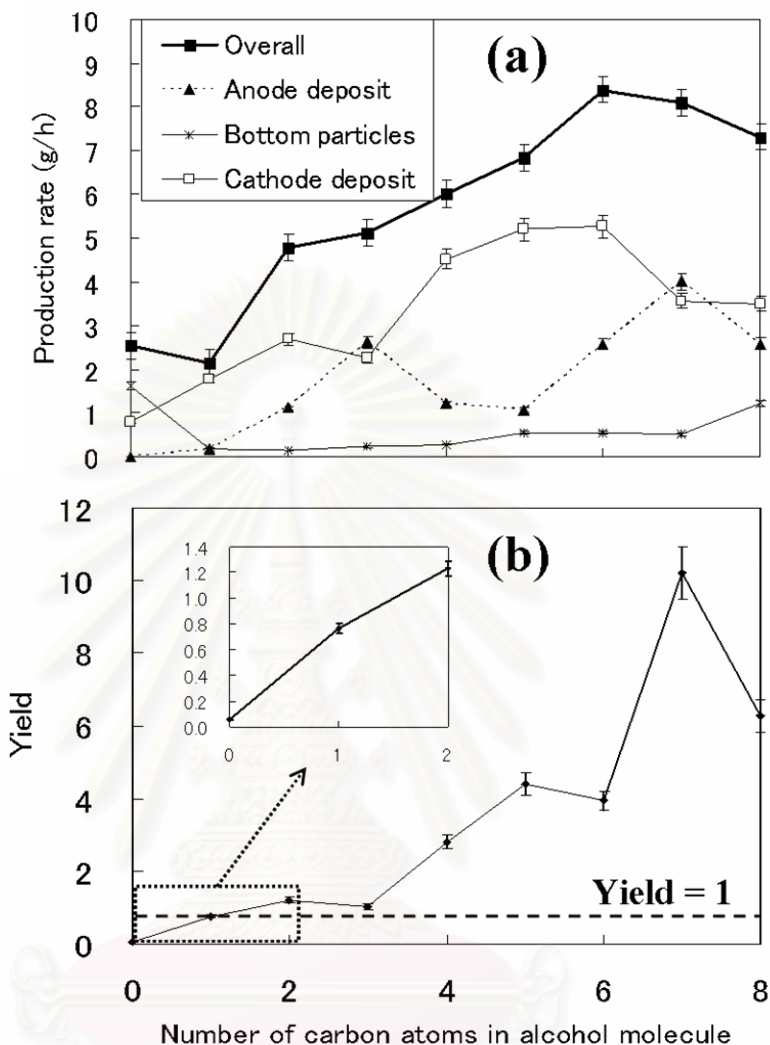 (a)
Overall
Anode deposit
Bottom particles
Cathode deposit
Production rate (g/h)
10
9
8
7
6
5
4
3
2
1
0
(b)
Yield
12
10
8
6
4
2
0
1.4
1.2
1.0
0.8
0.6
0.4
0.2
0.0
0 1 2
Yield = 1
0 2 4 6 8
Number of carbon atoms in alcohol molecule